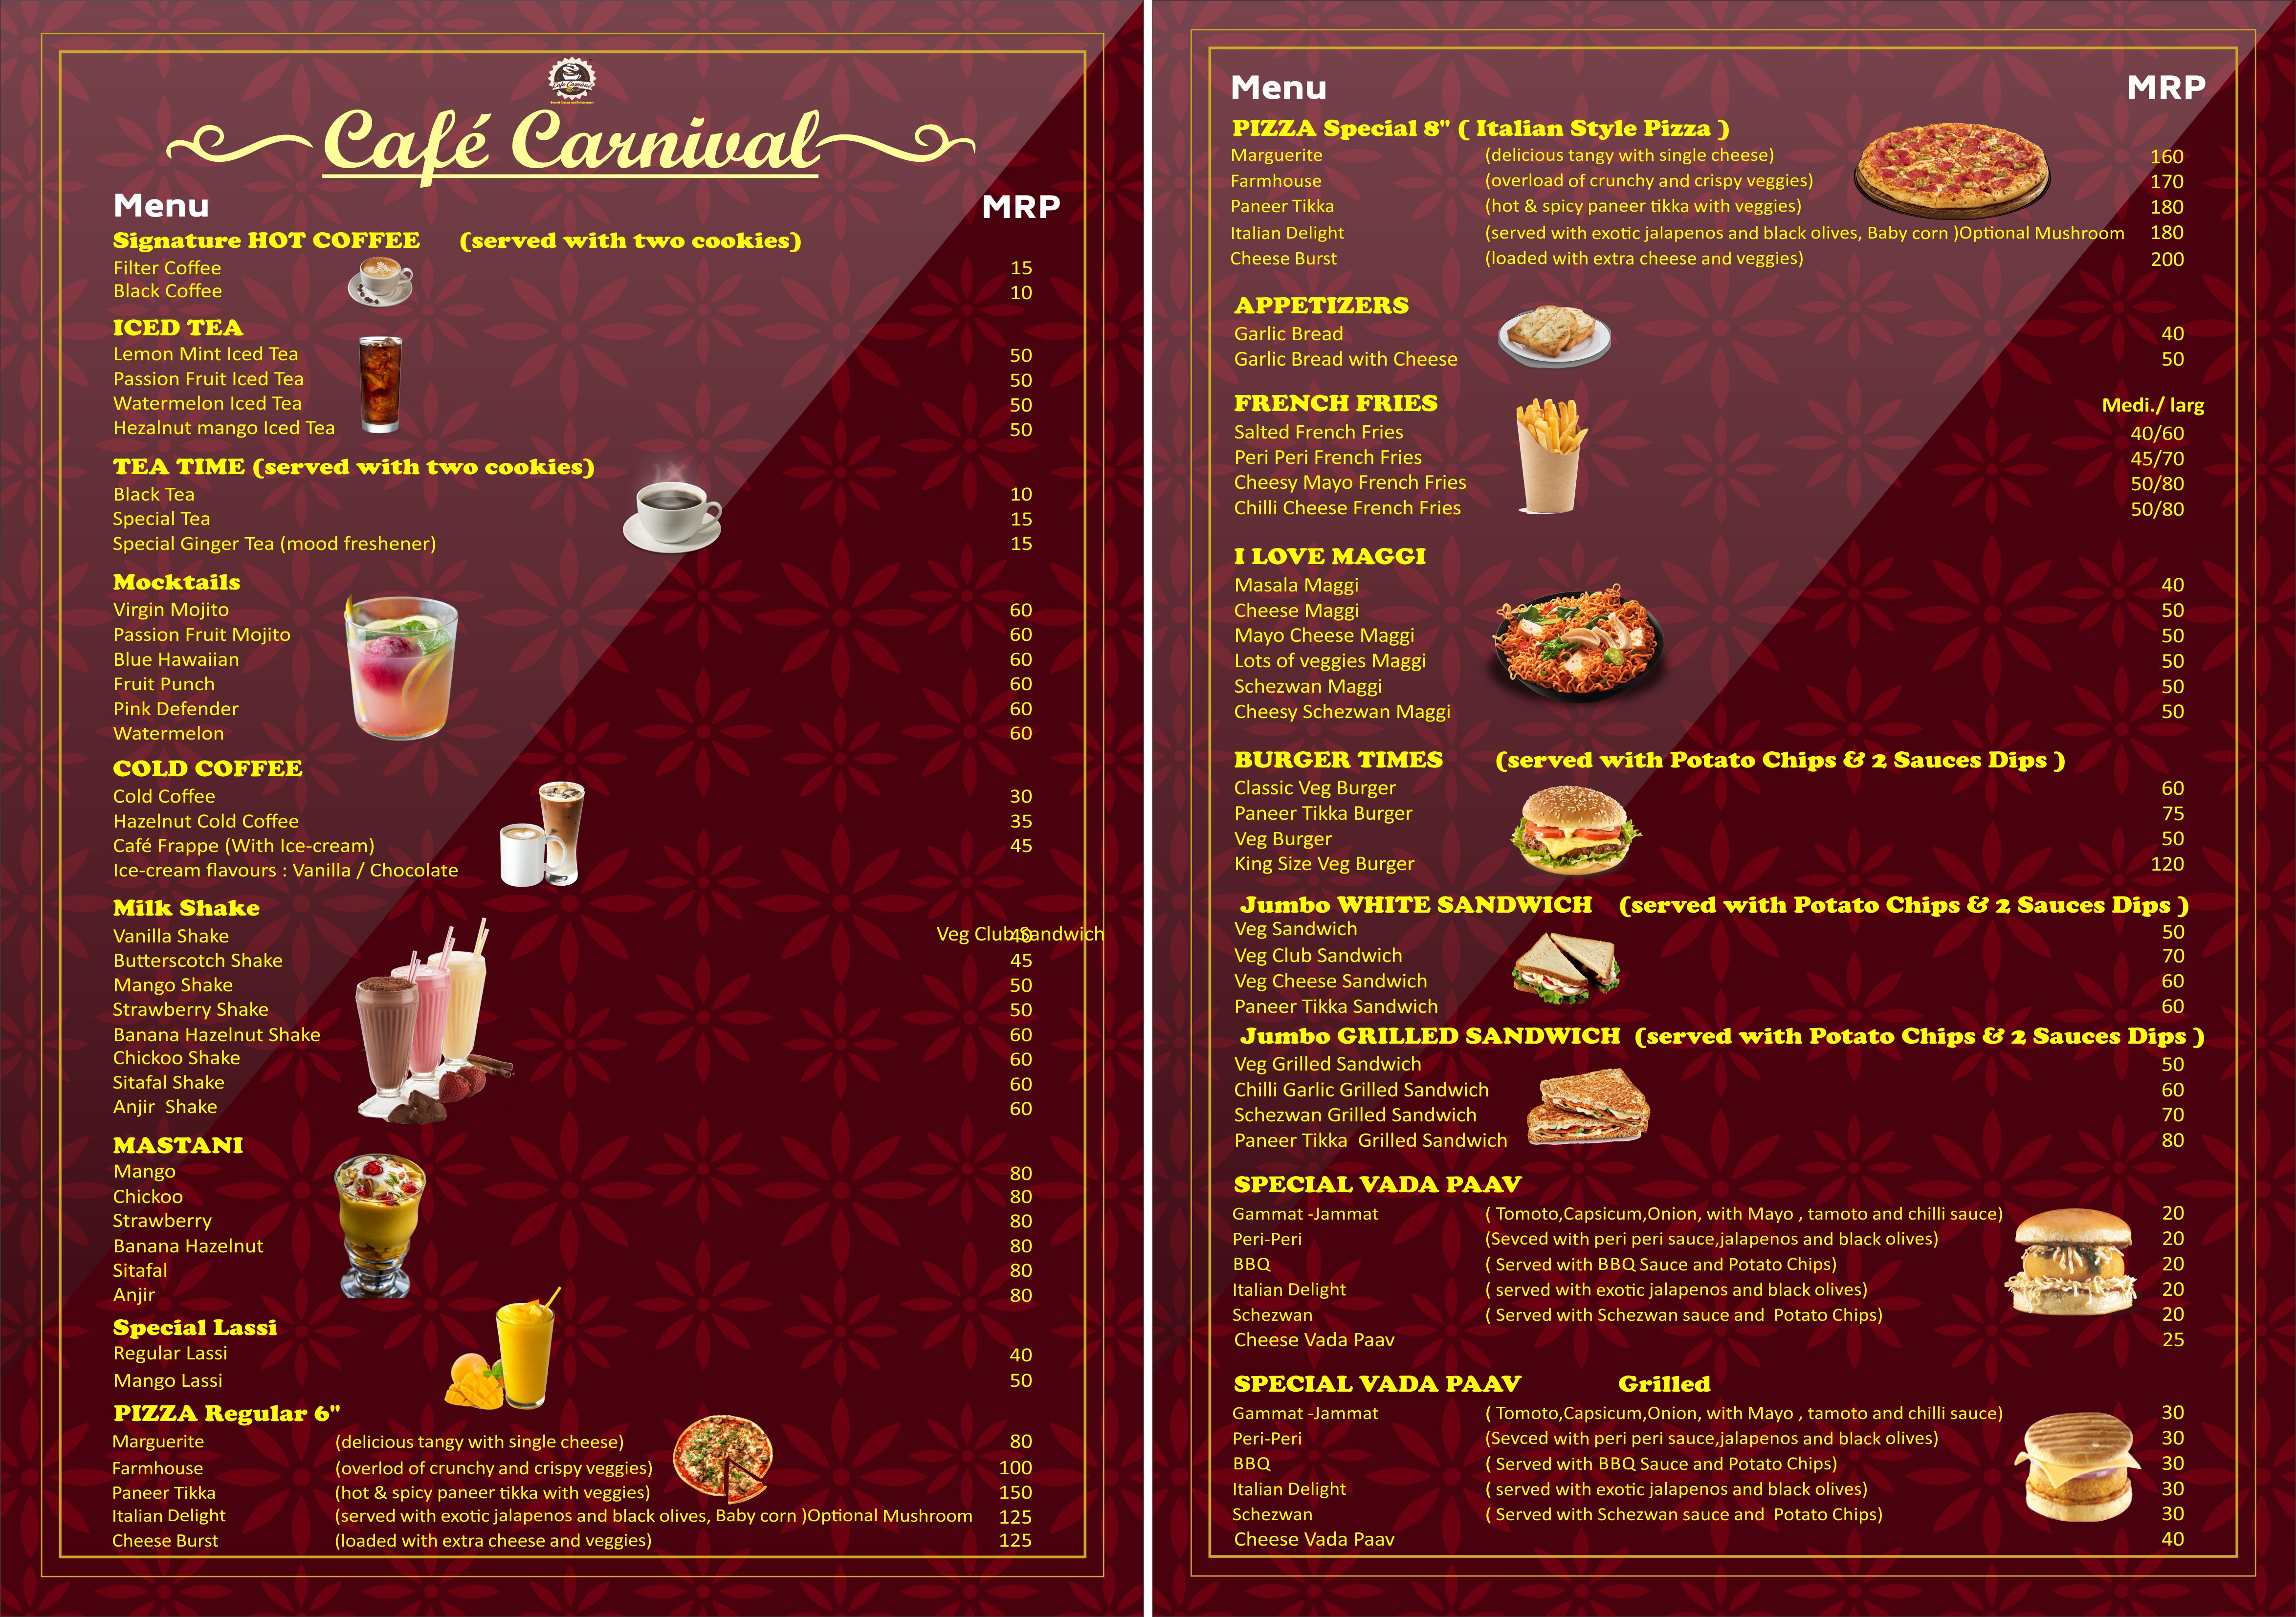 Café Carnival
Menu MRP
Signature HOT COFFEE (served with two cookies)
Filter Coffee 15
Black Coffee 10
ICED TEA
Lemon Mint Iced Tea 50
Passion Fruit Iced Tea 50
Watermelon Iced Tea 50
Hezalnut mango Iced Tea 50
TEA TIME (served with two cookies)
Black Tea 10
Special Tea 15
Special Ginger Tea (mood freshener) 15
Mocktails
Virgin Mojito 60
Passion Fruit Mojito 60
Blue Hawaiian 60
Fruit Punch 60
Pink Defender 60
Watermelon 60
COLD COFFEE
Cold Coffee 30
Hazelnut Cold Coffee 35
Café Frappe (With Ice-cream) 45
Ice-cream flavours : Vanilla / Chocolate
Milk Shake
Vanilla Shake 40
Veg Club Sandwich
Butterscotch Shake 45
Mango Shake 50
Strawberry Shake 50
Banana Hazelnut Shake 60
Chickoo Shake 60
Sitafal Shake 60
Anjir Shake 60
MASTANI
Mango 80
Chickoo 80
Strawberry 80
Banana Hazelnut 80
Sitafal 80
Anjir 80
Special Lassi
Regular Lassi 40
Mango Lassi 50
PIZZA Regular 6"
Marguerite (delicious tangy with single cheese) 80
Farmhouse (overlod of crunchy and crispy veggies) 100
Paneer Tikka (hot & spicy paneer tikka with veggies) 150
Italian Delight (served with exotic jalapenos and black olives, Baby corn )Optional Mushroom 125
Cheese Burst (loaded with extra cheese and veggies) 125
Menu MRP
PIZZA Special 8" ( Italian Style Pizza )
Marguerite (delicious tangy with single cheese) 160
Farmhouse (overload of crunchy and crispy veggies) 170
Paneer Tikka (hot & spicy paneer tikka with veggies) 180
Italian Delight (served with exotic jalapenos and black olives, Baby corn )Optional Mushroom 180
Cheese Burst (loaded with extra cheese and veggies) 200
APPETIZERS
Garlic Bread 40
Garlic Bread with Cheese 50
FRENCH FRIES Medi./ larg
Salted French Fries 40/60
Peri Peri French Fries 45/70
Cheesy Mayo French Fries 50/80
Chilli Cheese French Fries 50/80
I LOVE MAGGI
Masala Maggi 40
Cheese Maggi 50
Mayo Cheese Maggi 50
Lots of veggies Maggi 50
Schezwan Maggi 50
Cheesy Schezwan Maggi 50
BURGER TIMES (served with Potato Chips & 2 Sauces Dips )
Classic Veg Burger 60
Paneer Tikka Burger 75
Veg Burger 50
King Size Veg Burger 120
Jumbo WHITE SANDWICH (served with Potato Chips & 2 Sauces Dips )
Veg Sandwich 50
Veg Club Sandwich 70
Veg Cheese Sandwich 60
Paneer Tikka Sandwich 60
Jumbo GRILLED SANDWICH (served with Potato Chips & 2 Sauces Dips )
Veg Grilled Sandwich 50
Chilli Garlic Grilled Sandwich 60
Schezwan Grilled Sandwich 70
Paneer Tikka Grilled Sandwich 80
SPECIAL VADA PAAV
Gammat -Jammat ( Tomoto,Capsicum,Onion, with Mayo , tamoto and chilli sauce) 20
Peri-Peri (Sevced with peri peri sauce,jalapenos and black olives) 20
BBQ ( Served with BBQ Sauce and Potato Chips) 20
Italian Delight ( served with exotic jalapenos and black olives) 20
Schezwan ( Served with Schezwan sauce and Potato Chips) 20
Cheese Vada Paav 25
SPECIAL VADA PAAV Grilled
Gammat -Jammat ( Tomoto,Capsicum,Onion, with Mayo , tamoto and chilli sauce) 30
Peri-Peri (Sevced with peri peri sauce,jalapenos and black olives) 30
BBQ ( Served with BBQ Sauce and Potato Chips) 30
Italian Delight ( served with exotic jalapenos and black olives) 30
Schezwan ( Served with Schezwan sauce and Potato Chips) 30
Cheese Vada Paav 40